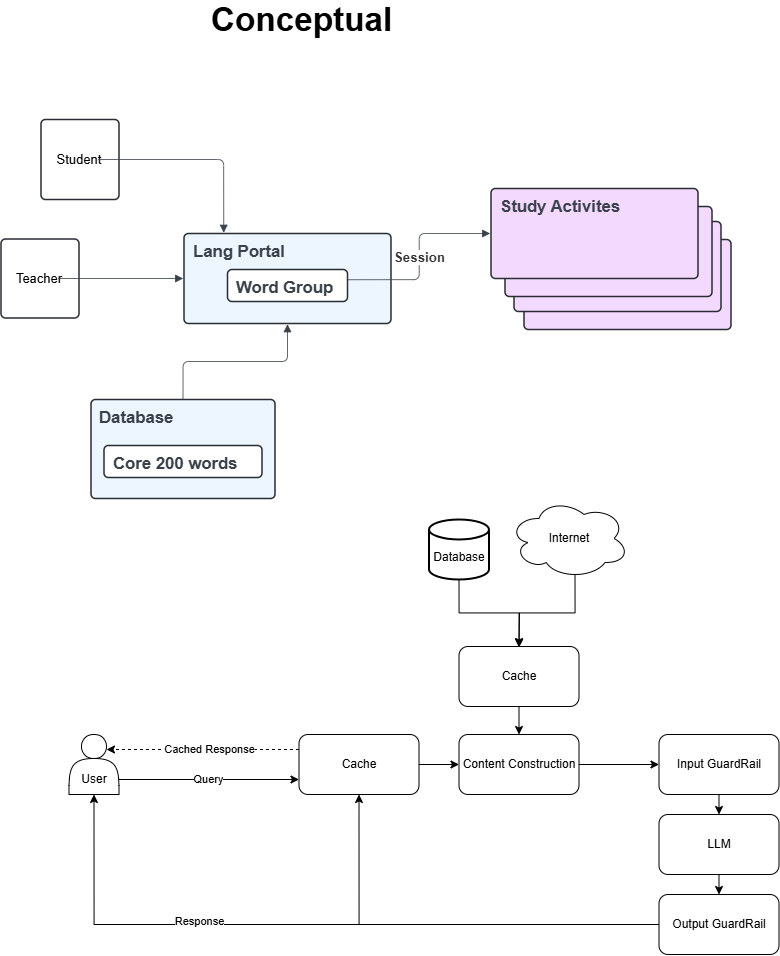 Conceptual
Student
Teacher
Lang Portal
Word Group
Session
Study Activites
Database
Core 200 words
Database
Internet
Cache
User
Cached Response
Query
Cache
Content Construction
Input GuardRail
LLM
Output GuardRail
Response